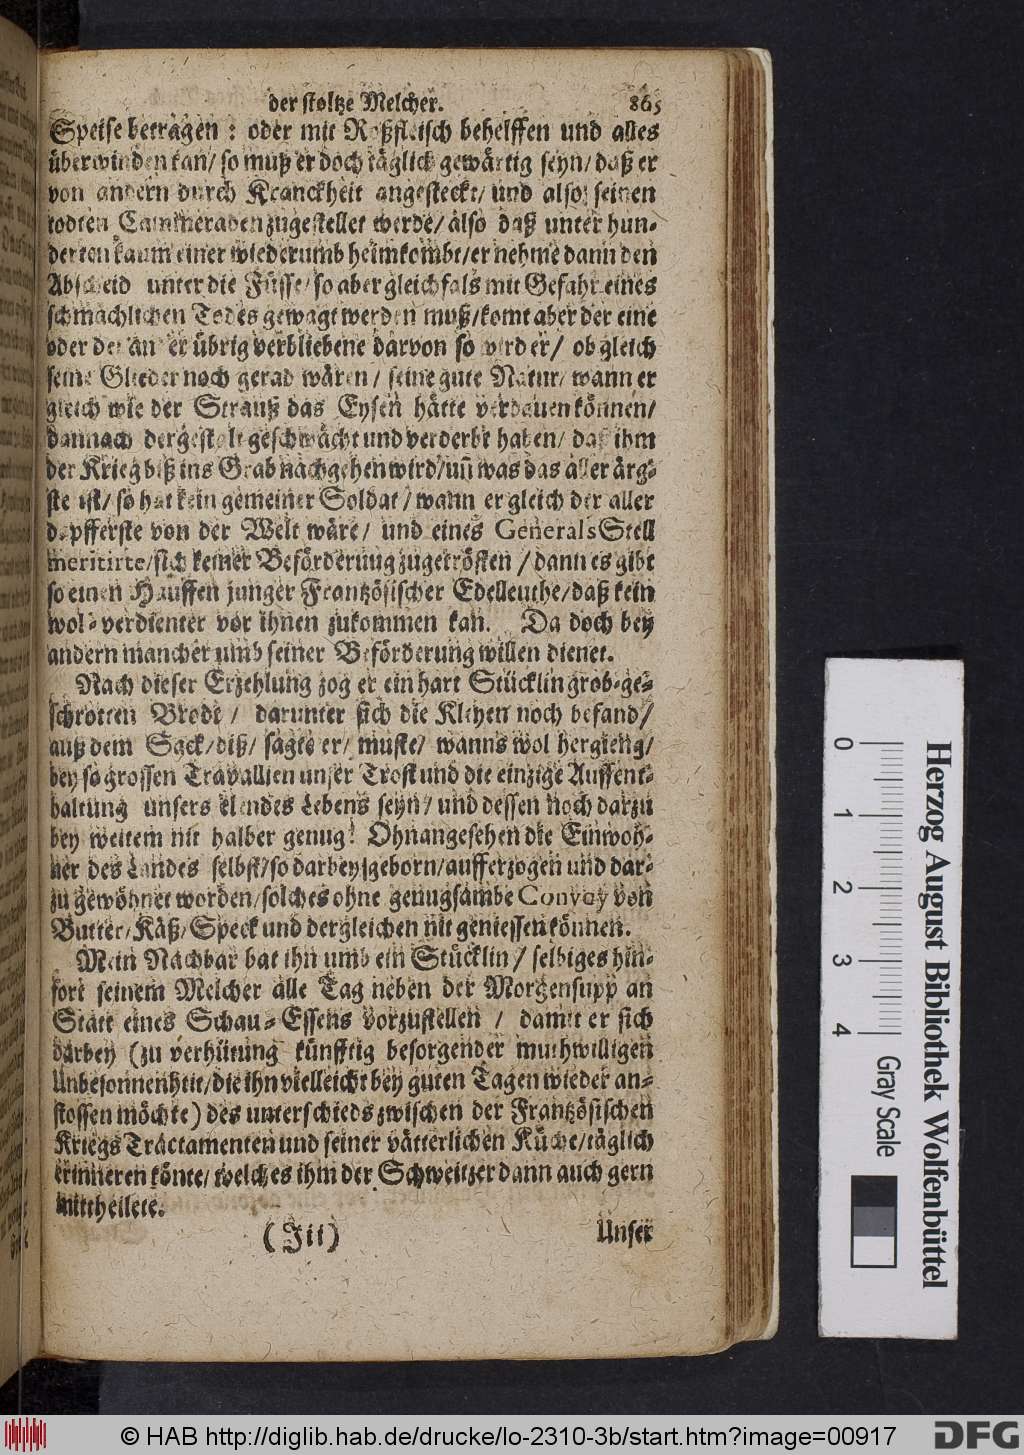 der stoltze Melcher. 865
Speise betragen : oder mit Roßfleisch behelffen und alles
überwinden kan/ so muß er doch täglich gewärtig seyn/ daß er
von andern durch Kranckheit angesteckt/ und also seinen
todten Cammeraden zugestellet werde/ also daß unter hun-
derten kaum einer wiederumb heimkombt/ er nehme dann den
Abscheid unter die Füsse/ so aber gleichfals mit Gefahr eines
schmächlichen Todes gewagt werden muß/ komt aber der eine
oder der ander übrig verbliebene darvon so wird er/ ob gleich
seine Glieder noch gerad wären/ seine gute Natur/ wann er
gleich wie der Strauß das Eysen hätte verdauen können/
dannach dergestalt geschwächt und verderbt haben/ daß ihm
der Krieg biß ins Grab nachgehen wird/ uñ was das aller ärg-
ste ist/ so hat kein gemeiner Soldat/ wann er gleich der aller
dapfferste von der Welt wäre/ und eines Generals Stell
meritirte/ sich keiner Beförderung zugetrösten / dann es gibt
so einen Hauffen junger Frantzösischer Edelleuthe/ daß kein
wol-verdienter vor ihnen zukommen kan. Da doch bey
andern mancher umb seiner Beförderung willen dienet.
Nach dieser Erzehlung zog er ein hart Stücklin grob-ge-
schrotten Brodt / darunter sich die Kleyen noch befand/
auß dem Sack/ diß/ sagte er/ muste/ wanns wol hergieng/
bey so grossen Travallien unser Trost und die einzige Auffent-
haltung unsers elendes Lebens seyn/ und dessen noch darzu
bey weitem nit halber genug! Ohnangesehen die Einwoh-
ner des Landes selbst/ so darbey geborn/ aufferzogen und dar-
zu gewöhnet worden/ solches ohne genugsambe Convoy von
Butter/ Käß/ Speck und dergleichen nit geniessen können.
Mein Nachbar bat ihn umb ein Stücklin/ selbiges hin-
fort seinem Melcher alle Tag neben der Morgensupp an
Statt eines Schau-Essens vorzustellen / damit er sich
darbey (zu verhütung künfftig besorgender muthwilligen
Unbesonnenheit/ die ihn vielleicht bey guten Tagen wieder an-
stossen möchte) des unterschieds zwischen der Frantzösischen
Kriegs Tractamenten und seiner vätterlichen Küche/ täglich
erinneren könte/ welches ihm der Schweitzer dann auch gern
mittheilete.
(Iii) Unser
Herzog August Bibliothek Wolfenbüttel
0 1 2 3 4
Gray Scale
© HAB http://diglib.hab.de/drucke/lo-2310-3b/start.htm?image=00917
DFG